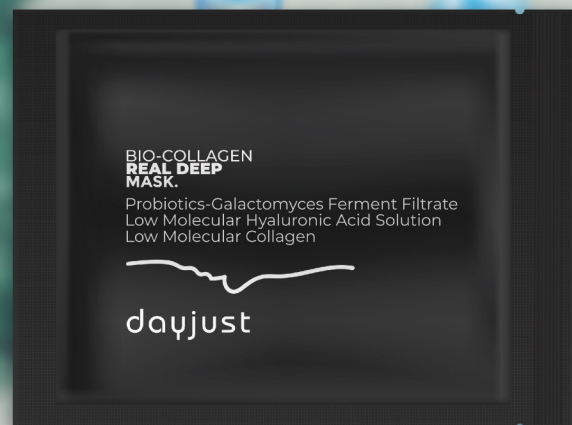 BIO-COLLAGEN
REAL DEEP
MASK.
Probiotics-Galactomyces Ferment Filtrate
Low Molecular Hyaluronic Acid Solution
Low Molecular Collagen
dayjust